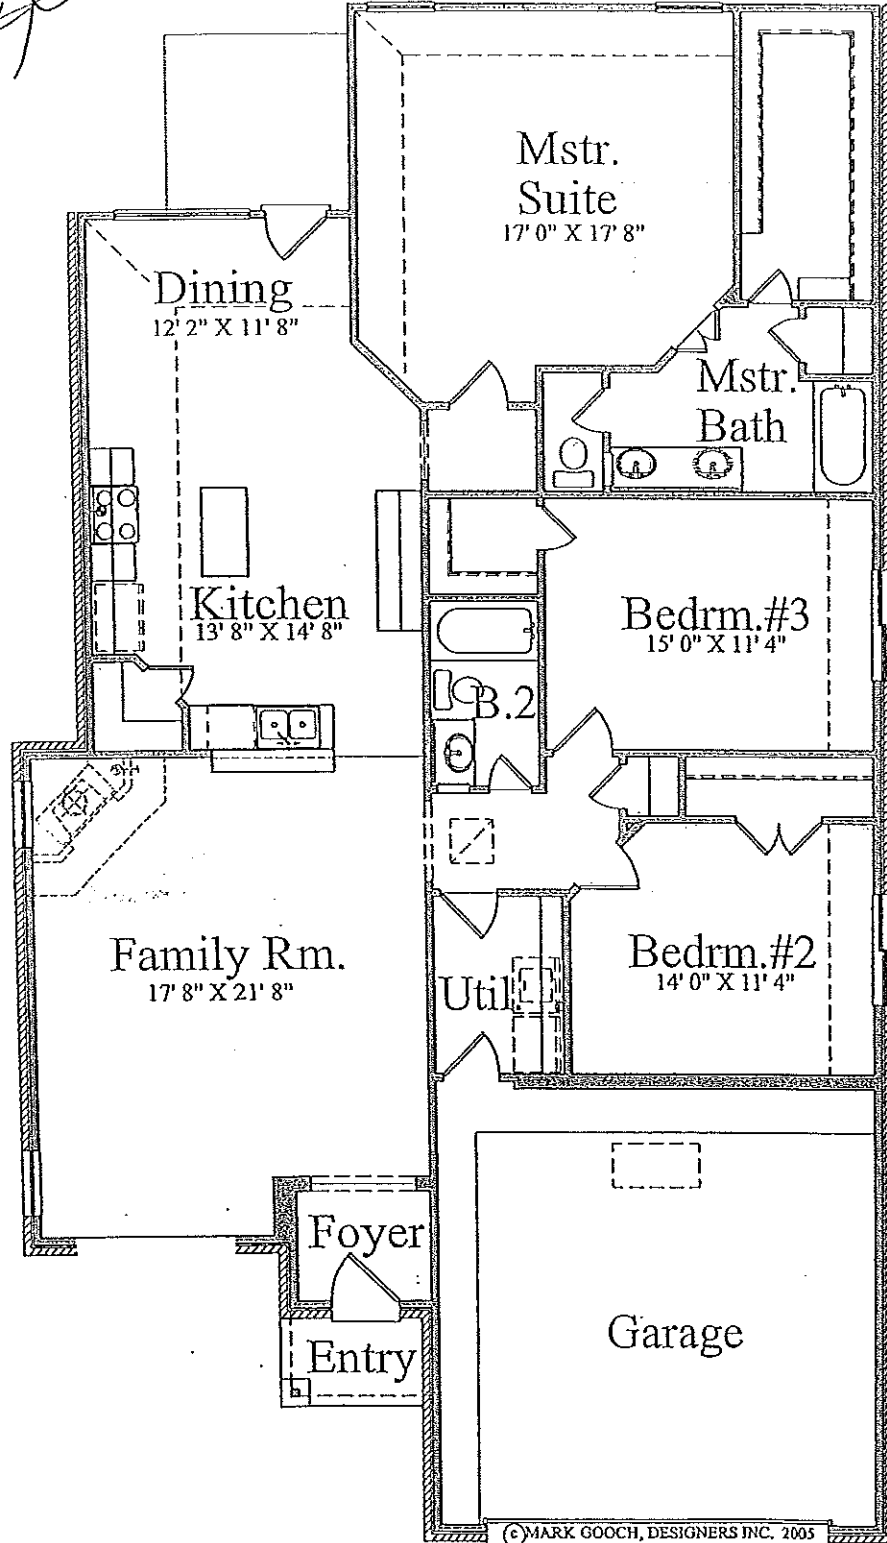 Mstr.
Suite
17' 0" X 17' 8"
Dining
12' 2" X 11' 8"
Mstr.
Bath
Kitchen
13' 8" X 14' 8"
Bedrm.#3
15' 0" X 11' 4"
B.2
Family Rm.
17' 8" X 21' 8"
Bedrm.#2
14' 0" X 11' 4"
Util.
Foyer
Entry
Garage
©MARK GOOCH, DESIGNERS INC. 2005